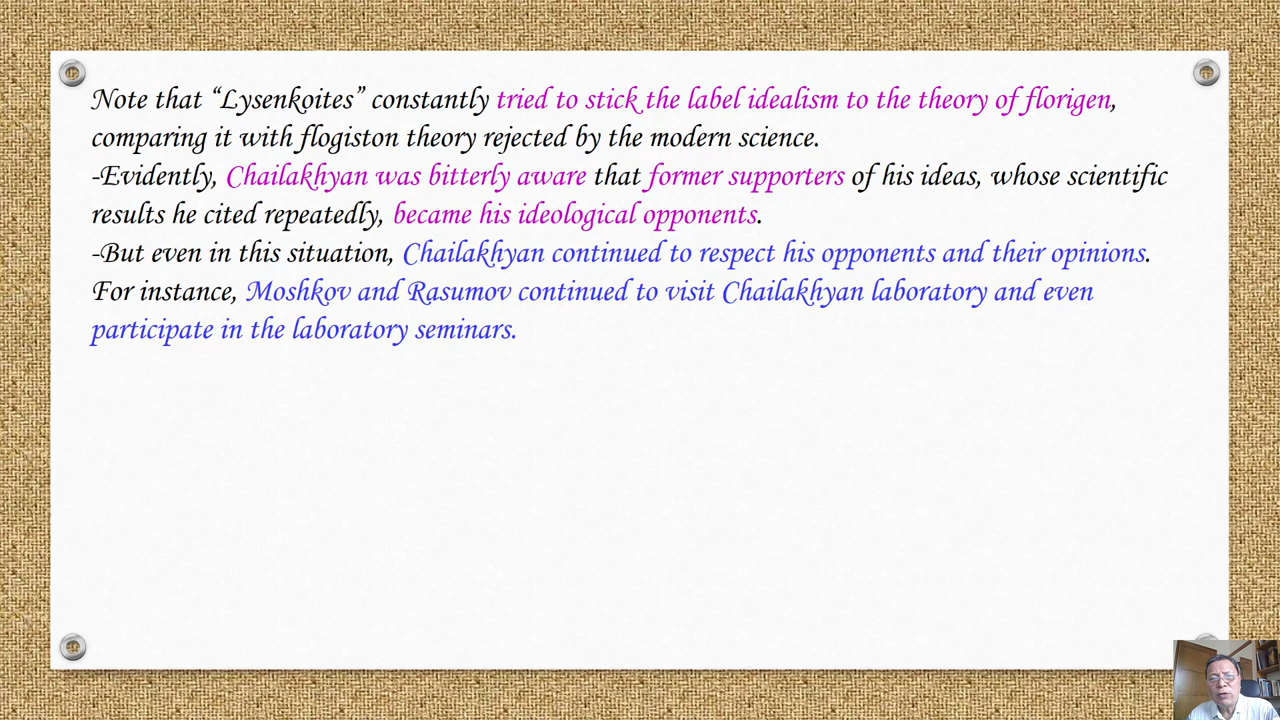 Note that “Lysenkoites” constantly tried to stick the label idealism to the theory of florigen,
comparing it with flogiston theory rejected by the modern science.
-Evidently, Chailakhyan was bitterly aware that former supporters of his ideas, whose scientific
results he cited repeatedly, became his ideological opponents.
-But even in this situation, Chailakhyan continued to respect his opponents and their opinions.
For instance, Moshkov and Rasumov continued to visit Chailakhyan laboratory and even
participate in the laboratory seminars.